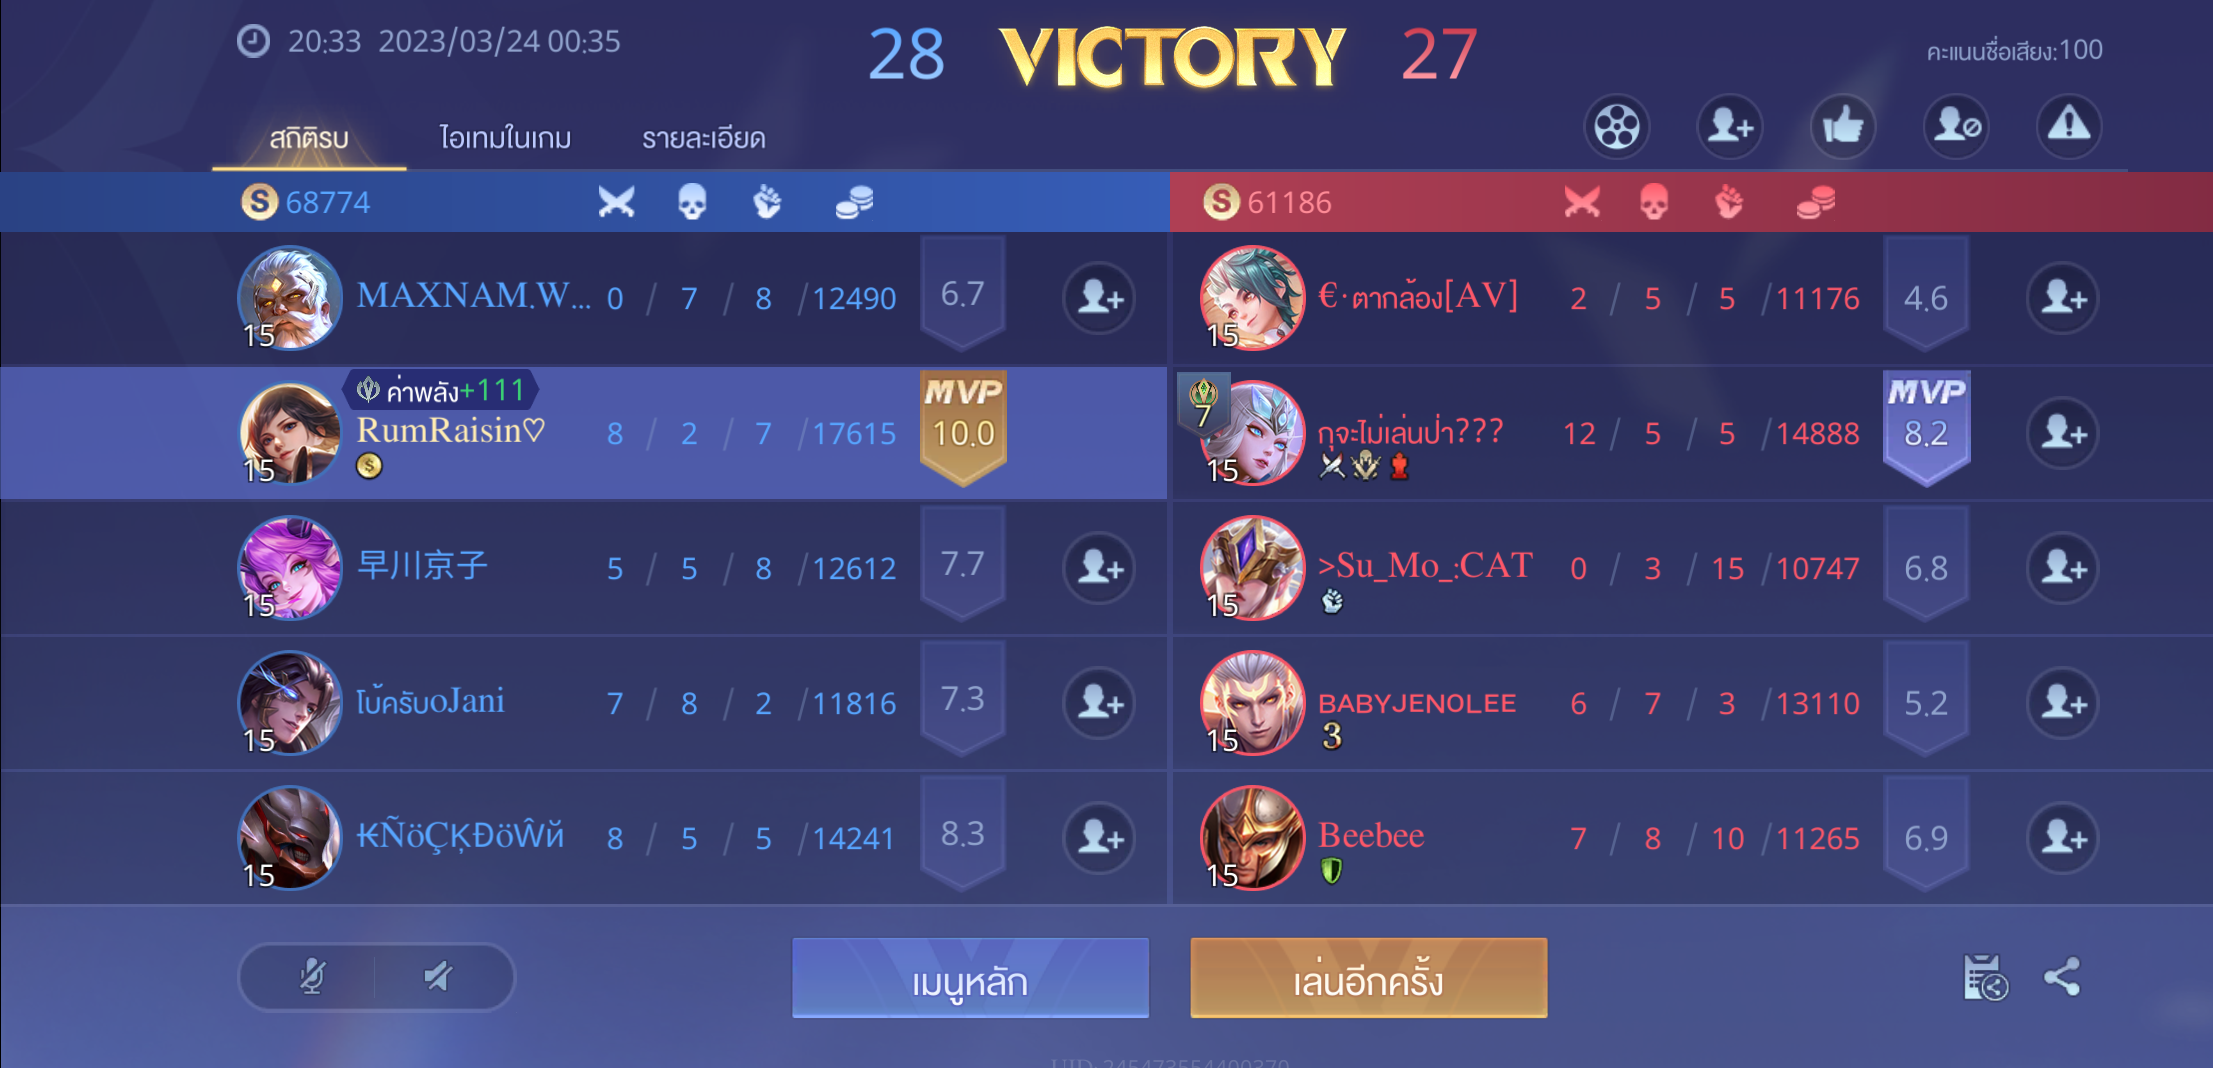 20:33 2023/03/24 00:35
28 VICTORY 27
คะแนนชื่อเสียง:100
สถิติรบ ไอเทมในเกม รายละเอียด
S 68774
S 61186
MAXNAM.W... 0 / 7 / 8 /12490 6.7
15
€·ตากล้อง[AV] 2 / 5 / 5 /11176 4.6
15
ค่าพลัง+111
RumRaisin♡ 8 / 2 / 7 /17615 MVP 10.0
15
7
กุจะไม่เล่นป่า??? 12 / 5 / 5 /14888 MVP 8.2
15
早川京子 5 / 5 / 8 /12612 7.7
15
>Su_Mo_:CAT 0 / 3 / 15 /10747 6.8
15
โบ้ครับoJani 7 / 8 / 2 /11816 7.3
15
BABYJENOLEE 6 / 7 / 3 /13110 5.2
3
15
₭ÑöÇĶĐöŴй 8 / 5 / 5 /14241 8.3
15
Beebee 7 / 8 / 10 /11265 6.9
15
เมนูหลัก เล่นอีกครั้ง